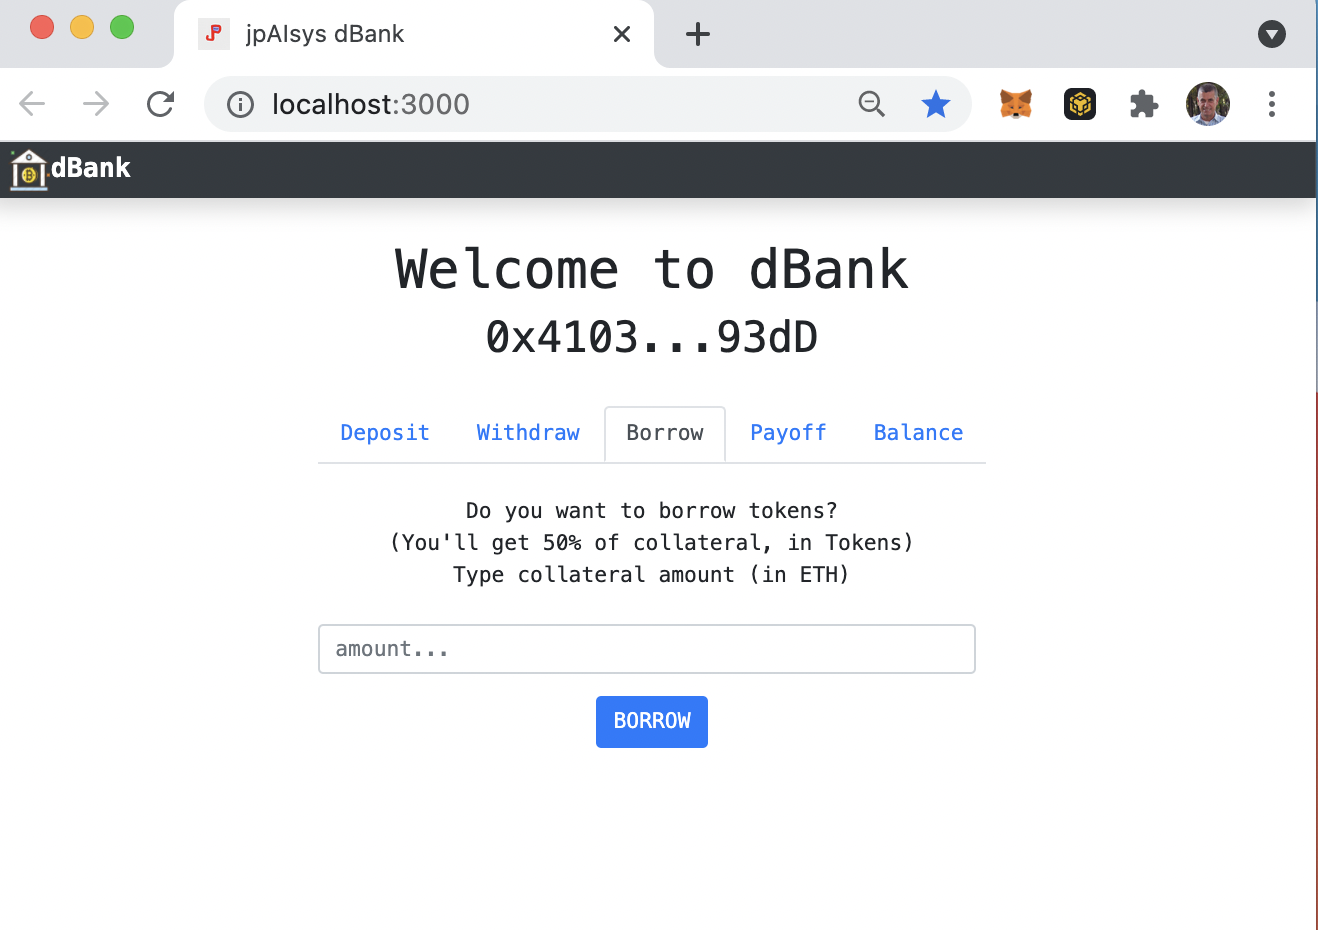 jpAIsys dBank
localhost:3000
dBank
Welcome to dBank
0x4103...93dD
Deposit Withdraw Borrow Payoff Balance
Do you want to borrow tokens?
(You'll get 50% of collateral, in Tokens)
Type collateral amount (in ETH)
amount...
BORROW